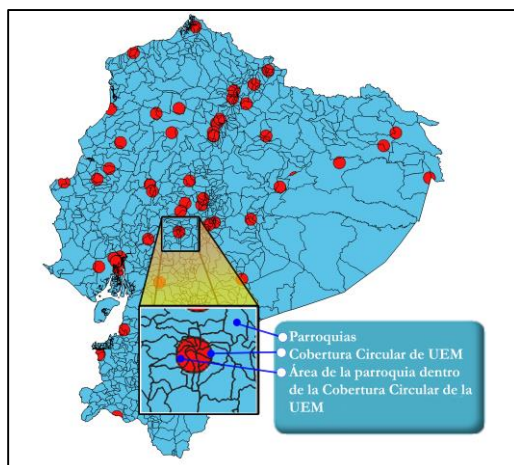 Parroquias
Cobertura Circular de UEM
Área de la parroquia dentro
de la Cobertura Circular de la
UEM